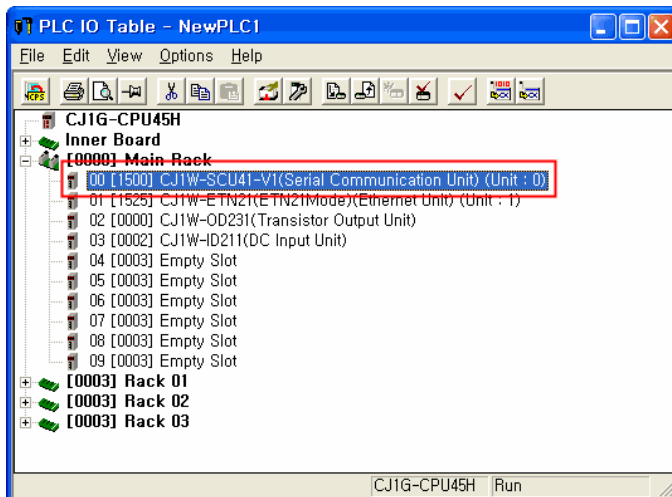 PLC IO Table - NewPLC1
File Edit View Options Help
CJ1G-CPU45H
Inner Board
[0000] Main Rack
00 [1500] CJ1W-SCU41-V1(Serial Communication Unit) (Unit : 0)
01 [1525] CJ1W-ETN21(ETN21Mode)(Ethernet Unit) (Unit : 1)
02 [0000] CJ1W-OD231(Transistor Output Unit)
03 [0002] CJ1W-ID211(DC Input Unit)
04 [0003] Empty Slot
05 [0003] Empty Slot
06 [0003] Empty Slot
07 [0003] Empty Slot
08 [0003] Empty Slot
09 [0003] Empty Slot
[0003] Rack 01
[0003] Rack 02
[0003] Rack 03
CJ1G-CPU45H Run